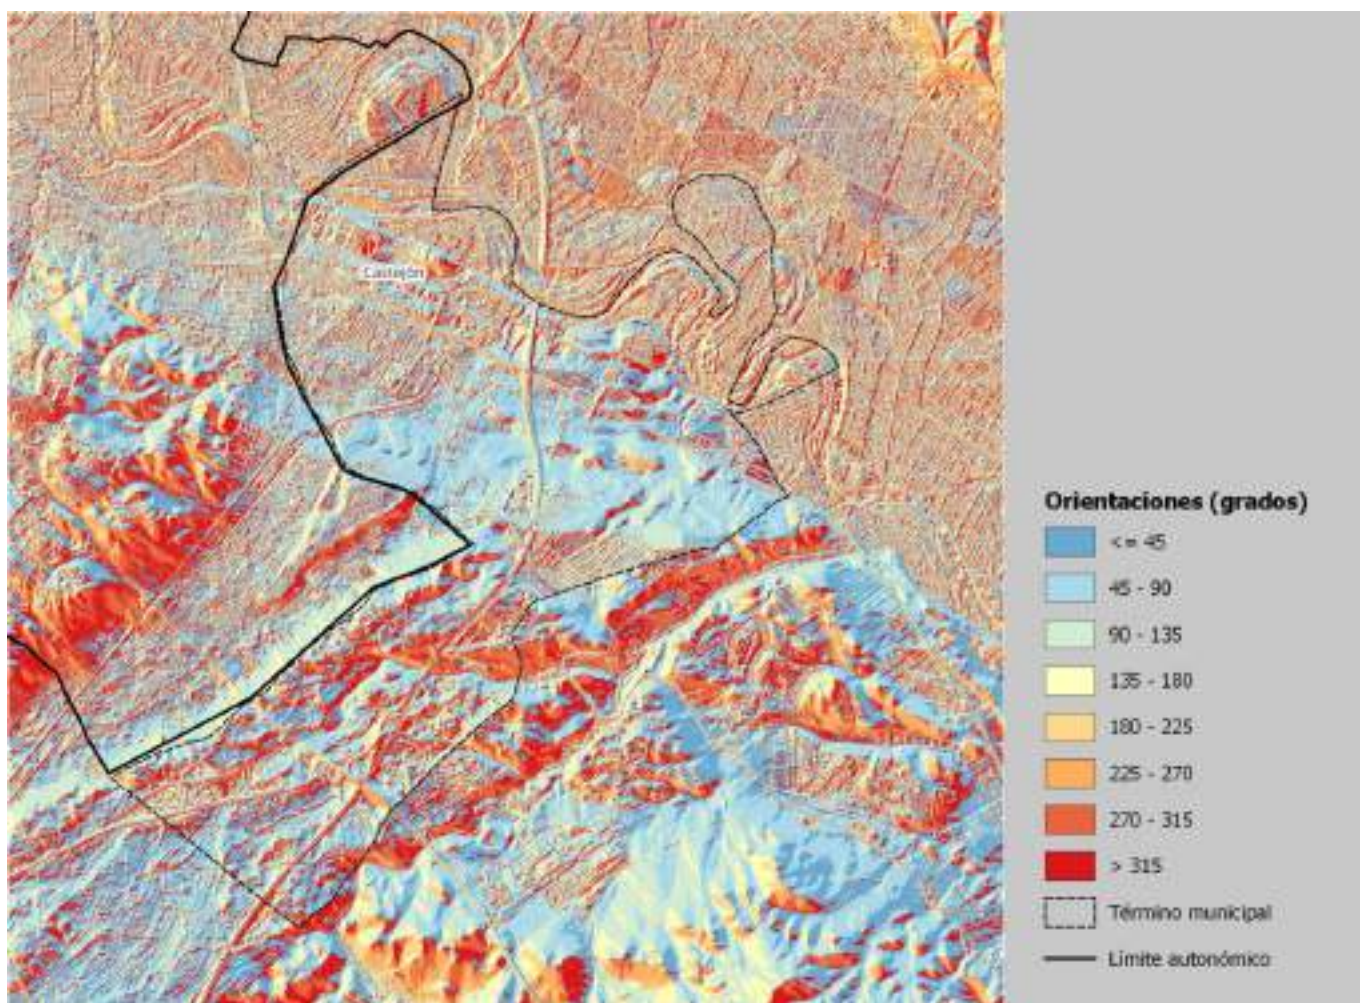 Castejón
Orientaciones (grados)
<= 45
45 - 90
90 - 135
135 - 180
180 - 225
225 - 270
270 - 315
> 315
Término municipal
Límite autonómico